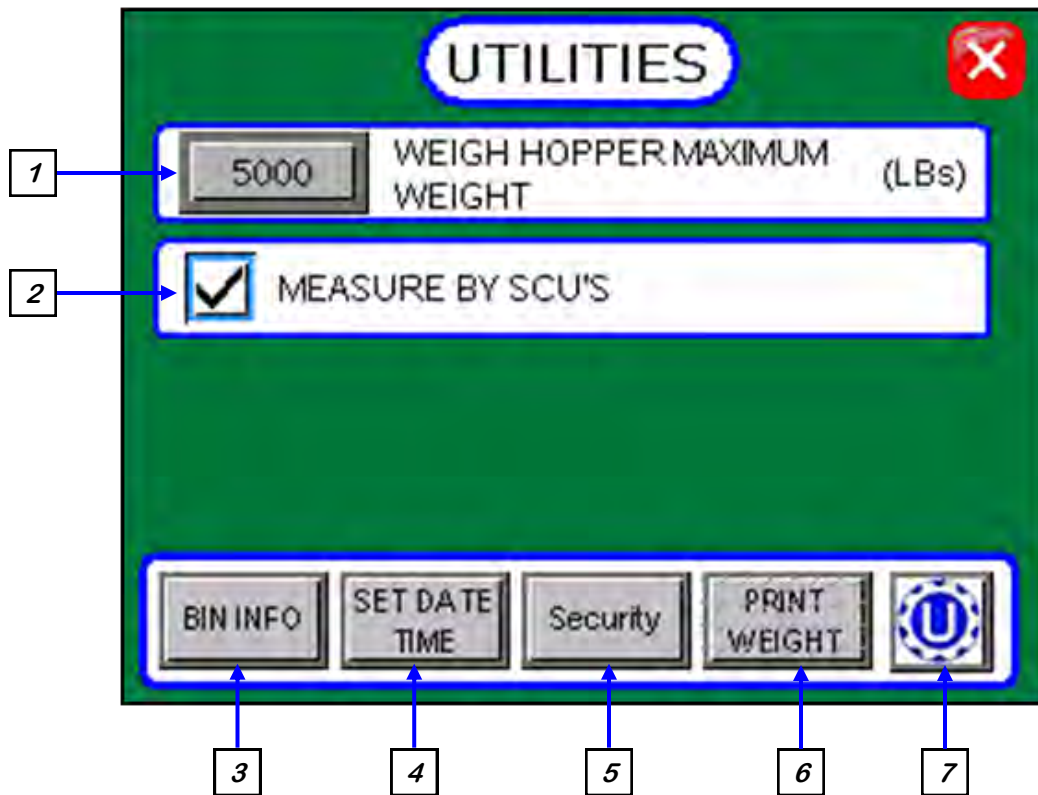 UTILITIES
1
5000
WEIGH HOPPER MAXIMUM
WEIGHT
(LBs)
2
MEASURE BY SCU'S
BIN INFO
SET DATE
TIME
Security
PRINT
WEIGHT
U
3
4
5
6
7